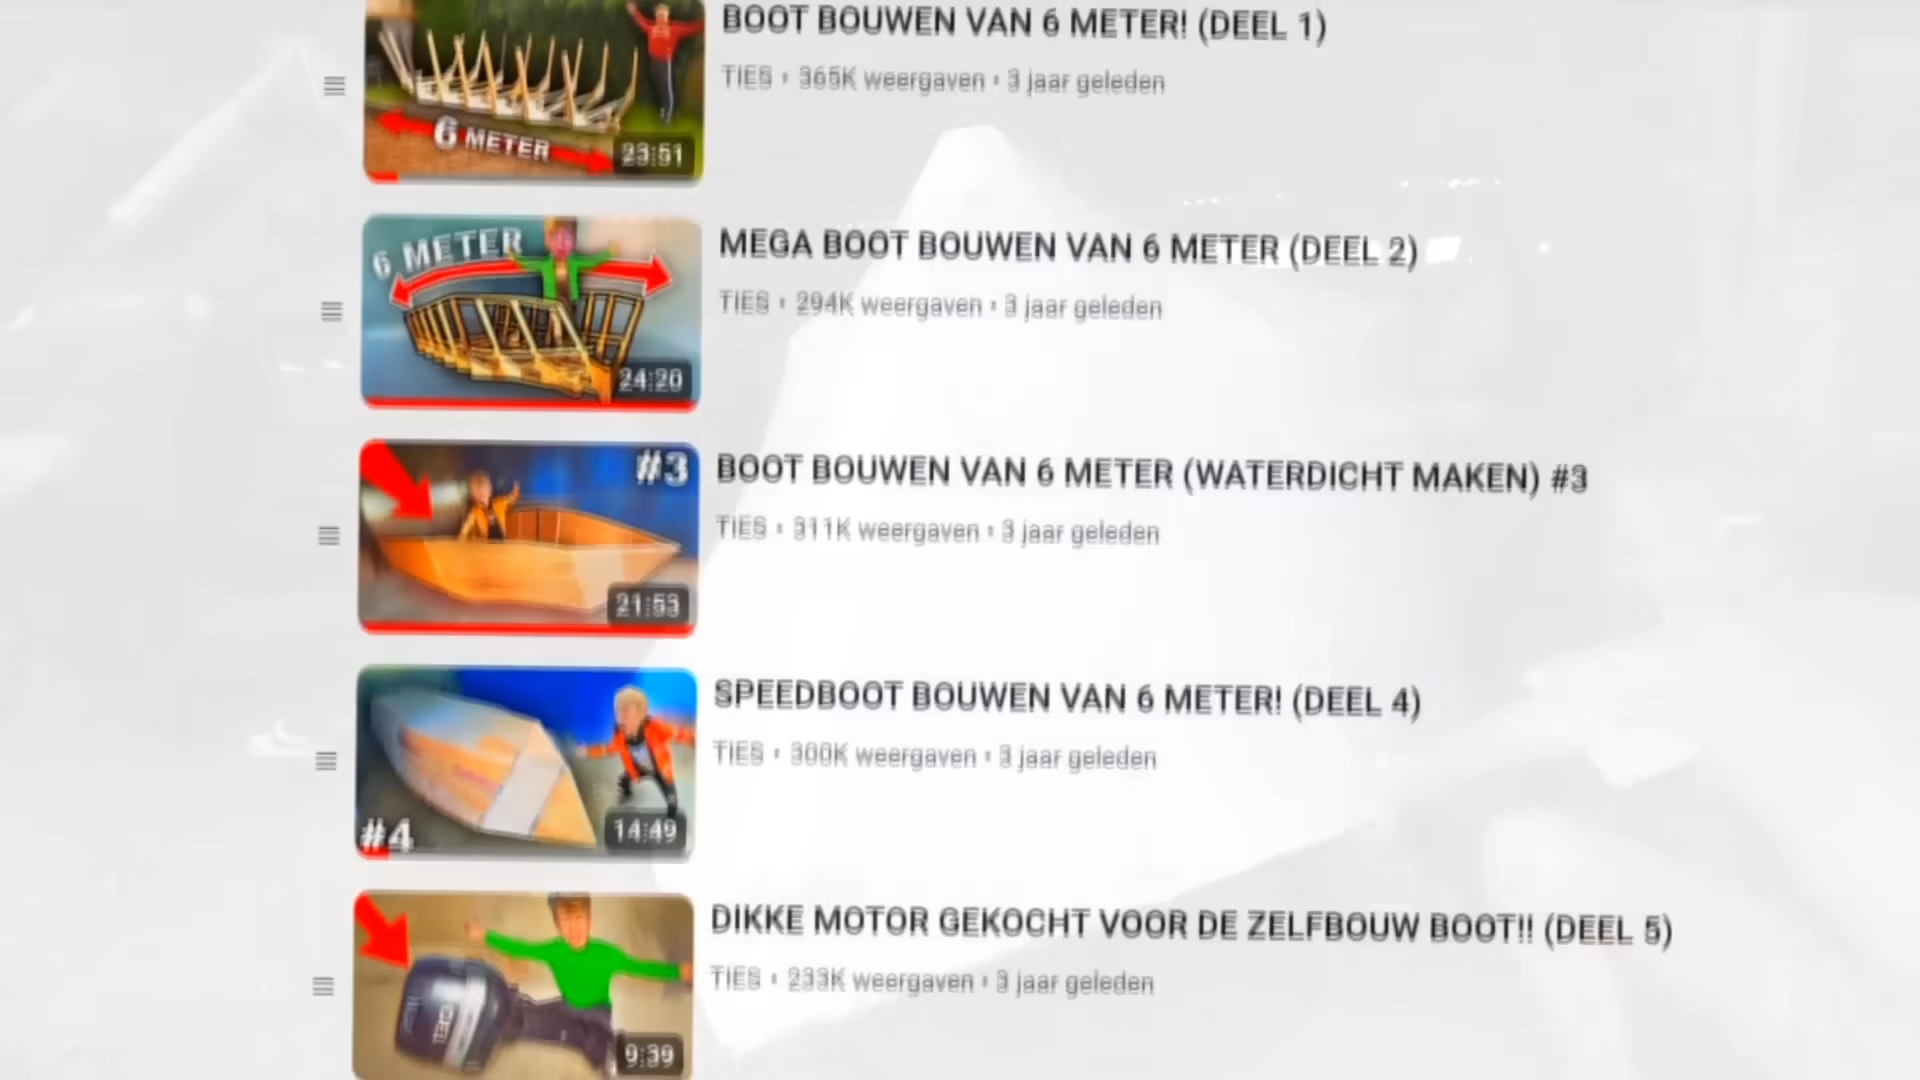 BOOT BOUWEN VAN 6 METER! (DEEL 1)
TIES • 365K weergaven • 3 jaar geleden
6 METER
23:51
MEGA BOOT BOUWEN VAN 6 METER (DEEL 2)
TIES • 294K weergaven • 3 jaar geleden
6 METER
24:20
BOOT BOUWEN VAN 6 METER (WATERDICHT MAKEN) #3
TIES • 311K weergaven • 3 jaar geleden
#3
21:53
SPEEDBOOT BOUWEN VAN 6 METER! (DEEL 4)
TIES • 300K weergaven • 3 jaar geleden
#4
14:49
DIKKE MOTOR GEKOCHT VOOR DE ZELFBOUW BOOT!! (DEEL 5)
TIES • 233K weergaven • 3 jaar geleden
9:39